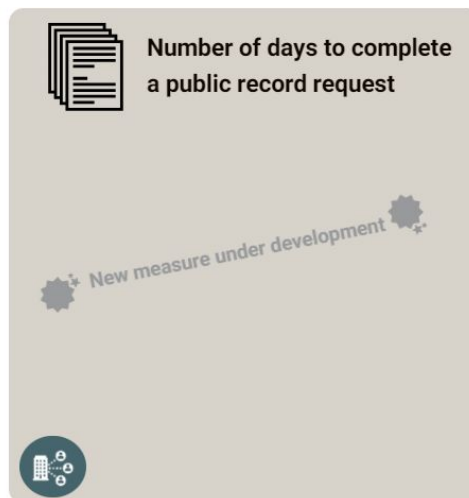 Number of days to complete
a public record request
New measure under development